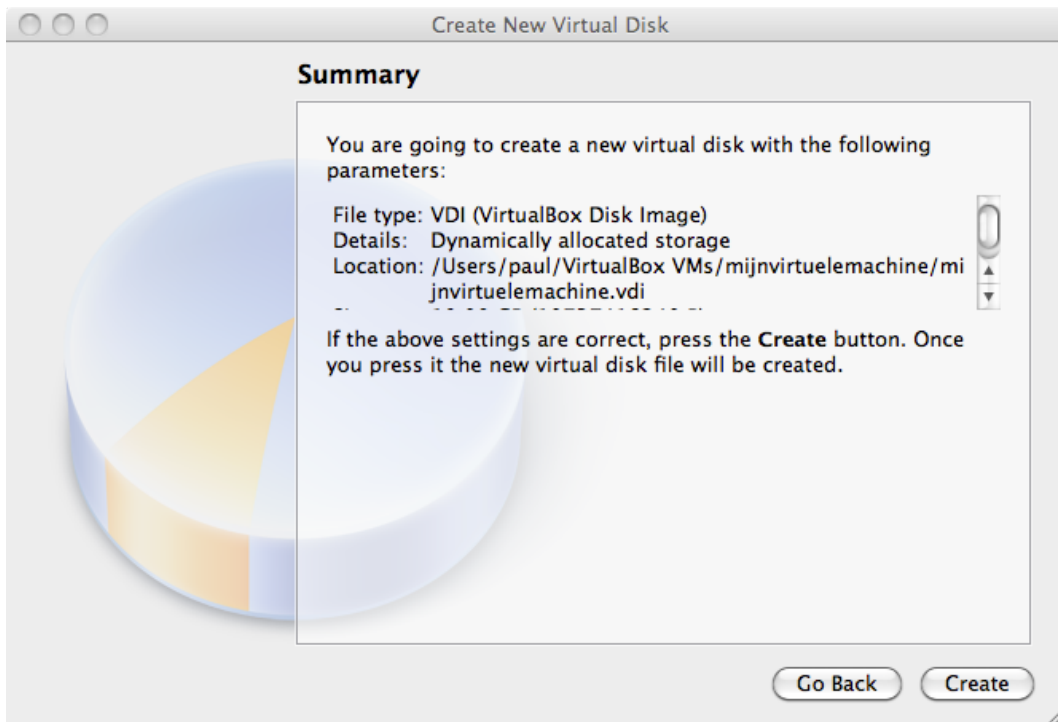 Create New Virtual Disk
Summary
You are going to create a new virtual disk with the following
parameters:
File type: VDI (VirtualBox Disk Image)
Details: Dynamically allocated storage
Location: /Users/paul/VirtualBox VMs/mijnvirtuelemachine/mi
jnvirtuelemachine.vdi
If the above settings are correct, press the Create button. Once
you press it the new virtual disk file will be created.
Go Back
Create